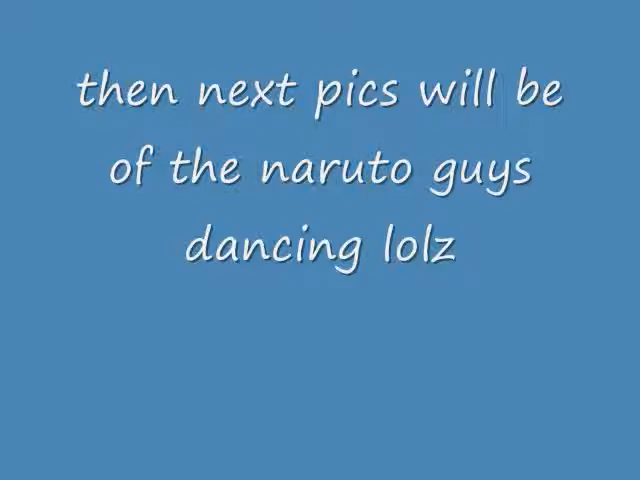 then next pics will be
of the naruto guys
dancing lolz